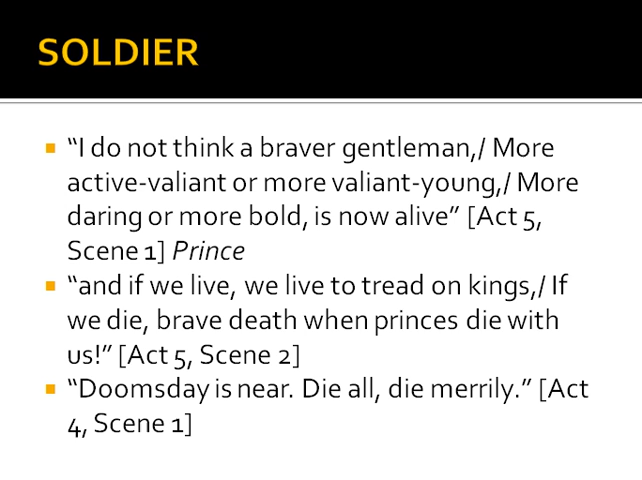 SOLDIER
“I do not think a braver gentleman,/ More
active-valiant or more valiant-young,/ More
daring or more bold, is now alive” [Act 5,
Scene 1] Prince
“and if we live, we live to tread on kings,/ If
we die, brave death when princes die with
us!” [Act 5, Scene 2]
“Doomsday is near. Die all, die merrily.” [Act
4, Scene 1]